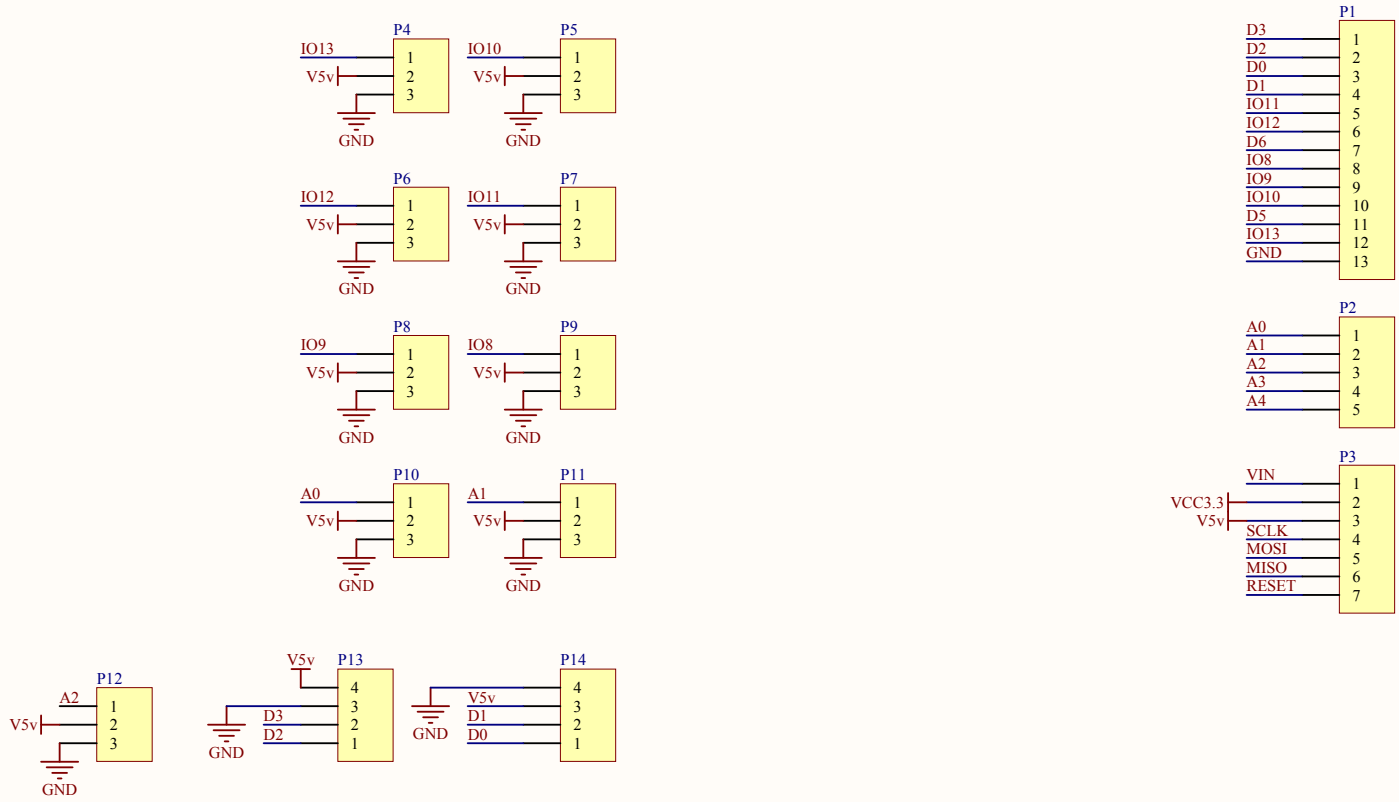 P4
IO13 1
V5v 2
3
GND
P5
IO10 1
V5v 2
3
GND
P6
IO12 1
V5v 2
3
GND
P7
IO11 1
V5v 2
3
GND
P8
IO9 1
V5v 2
3
GND
P9
IO8 1
V5v 2
3
GND
P10
A0 1
V5v 2
3
GND
P11
A1 1
V5v 2
3
GND
P12
A2 1
V5v 2
3
GND
P13
V5v
4
3
D3 2
D2 1
GND
P14
4
V5v 3
D1 2
D0 1
GND
P1
D3 1
D2 2
D0 3
D1 4
IO11 5
IO12 6
D6 7
IO8 8
IO9 9
IO10 10
D5 11
IO13 12
GND 13
P2
A0 1
A1 2
A2 3
A3 4
A4 5
P3
VIN 1
VCC3.3 2
V5v 3
SCLK 4
MOSI 5
MISO 6
RESET 7